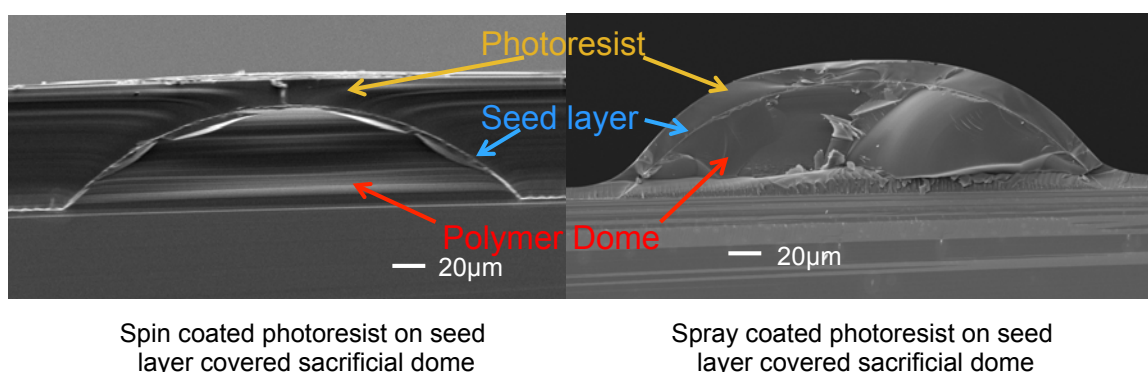 Photoresist
Seed layer
Polymer Dome
20µm
20µm
Spin coated photoresist on seed
layer covered sacrificial dome
Spray coated photoresist on seed
layer covered sacrificial dome